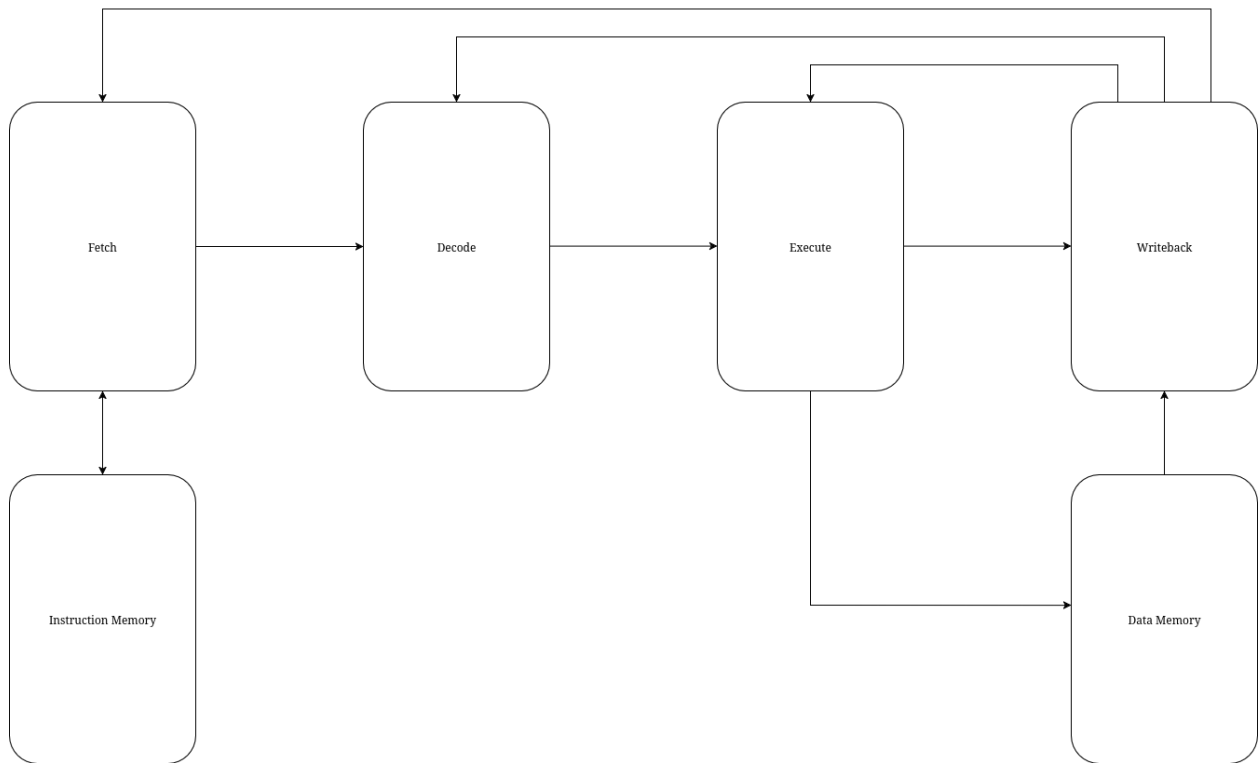 Fetch
Decode
Execute
Writeback
Instruction Memory
Data Memory